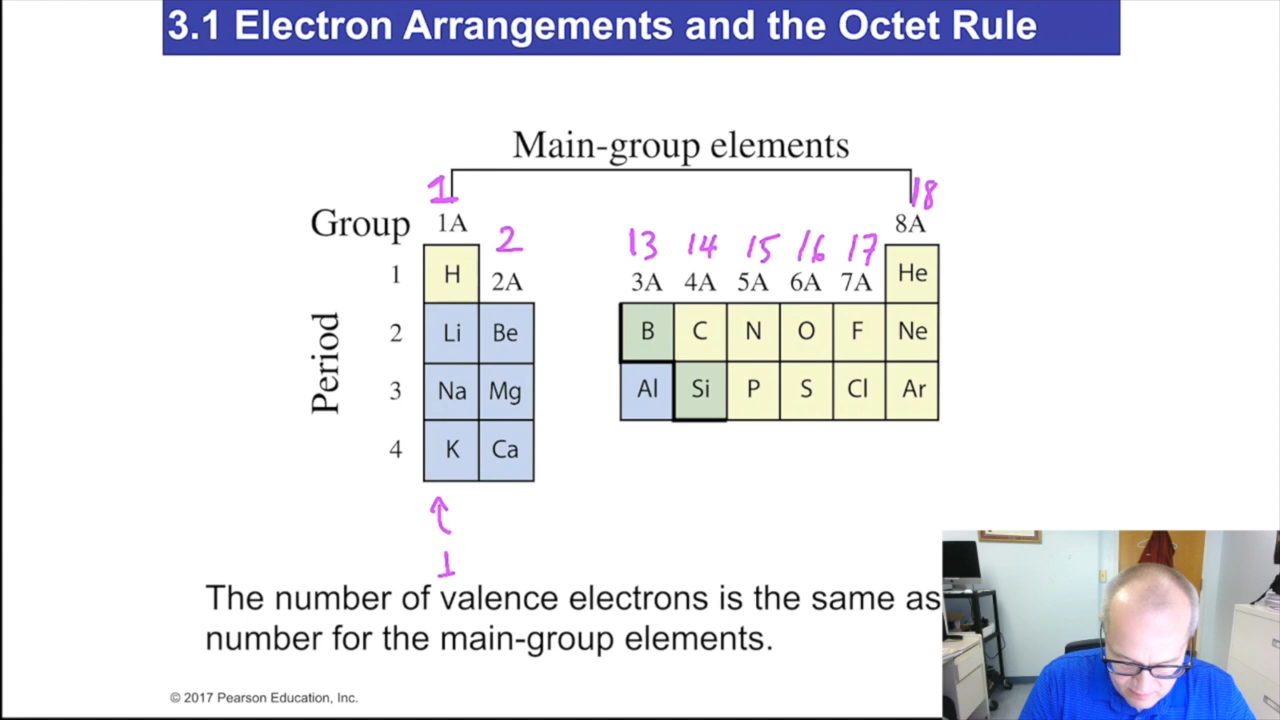 3.1 Electron Arrangements and the Octet Rule
Main-group elements
1 18
Group 1A 8A
2 13 14 15 16 17
1 H 2A 3A 4A 5A 6A 7A He
Period
2 Li Be B C N O F Ne
3 Na Mg Al Si P S Cl Ar
4 K Ca
1
The number of valence electrons is the same as
number for the main-group elements.
© 2017 Pearson Education, Inc.